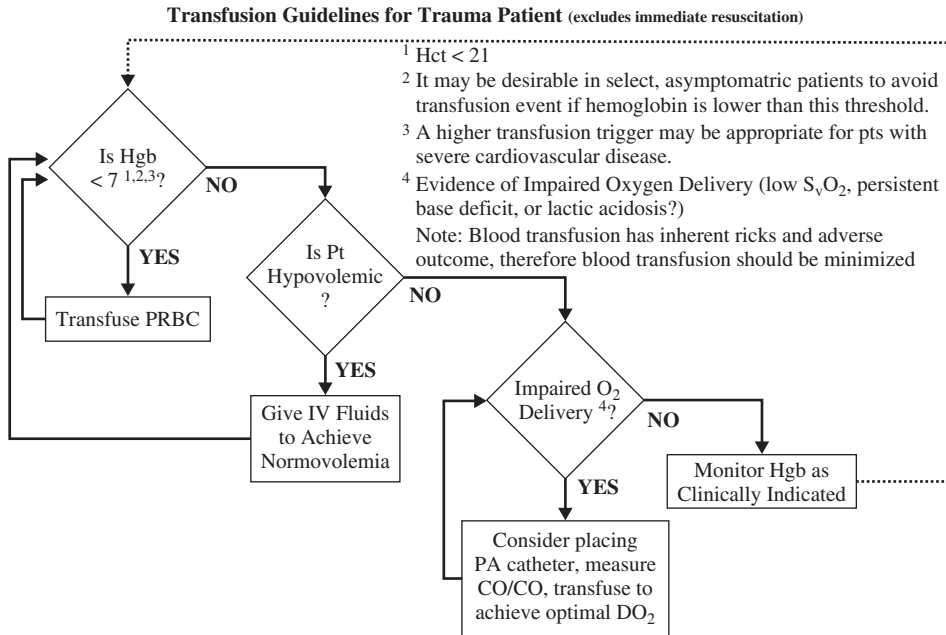 Transfusion Guidelines for Trauma Patient (excludes immediate resuscitation)
1 Hct < 21
2 It may be desirable in select, asymptomatric patients to avoid
transfusion event if hemoglobin is lower than this threshold.
3 A higher transfusion trigger may be appropriate for pts with
severe cardiovascular disease.
4 Evidence of Impaired Oxygen Delivery (low SvO2, persistent
base deficit, or lactic acidosis?)
Note: Blood transfusion has inherent ricks and adverse
outcome, therefore blood transfusion should be minimized
Is Hgb
< 7 1,2,3?
NO
YES
Transfuse PRBC
Is Pt
Hypovolemic
?
NO
YES
Give IV Fluids
to Achieve
Normovolemia
Impaired O2
Delivery 4?
NO
YES
Monitor Hgb as
Clinically Indicated
Consider placing
PA catheter, measure
CO/CO, transfuse to
achieve optimal DO2